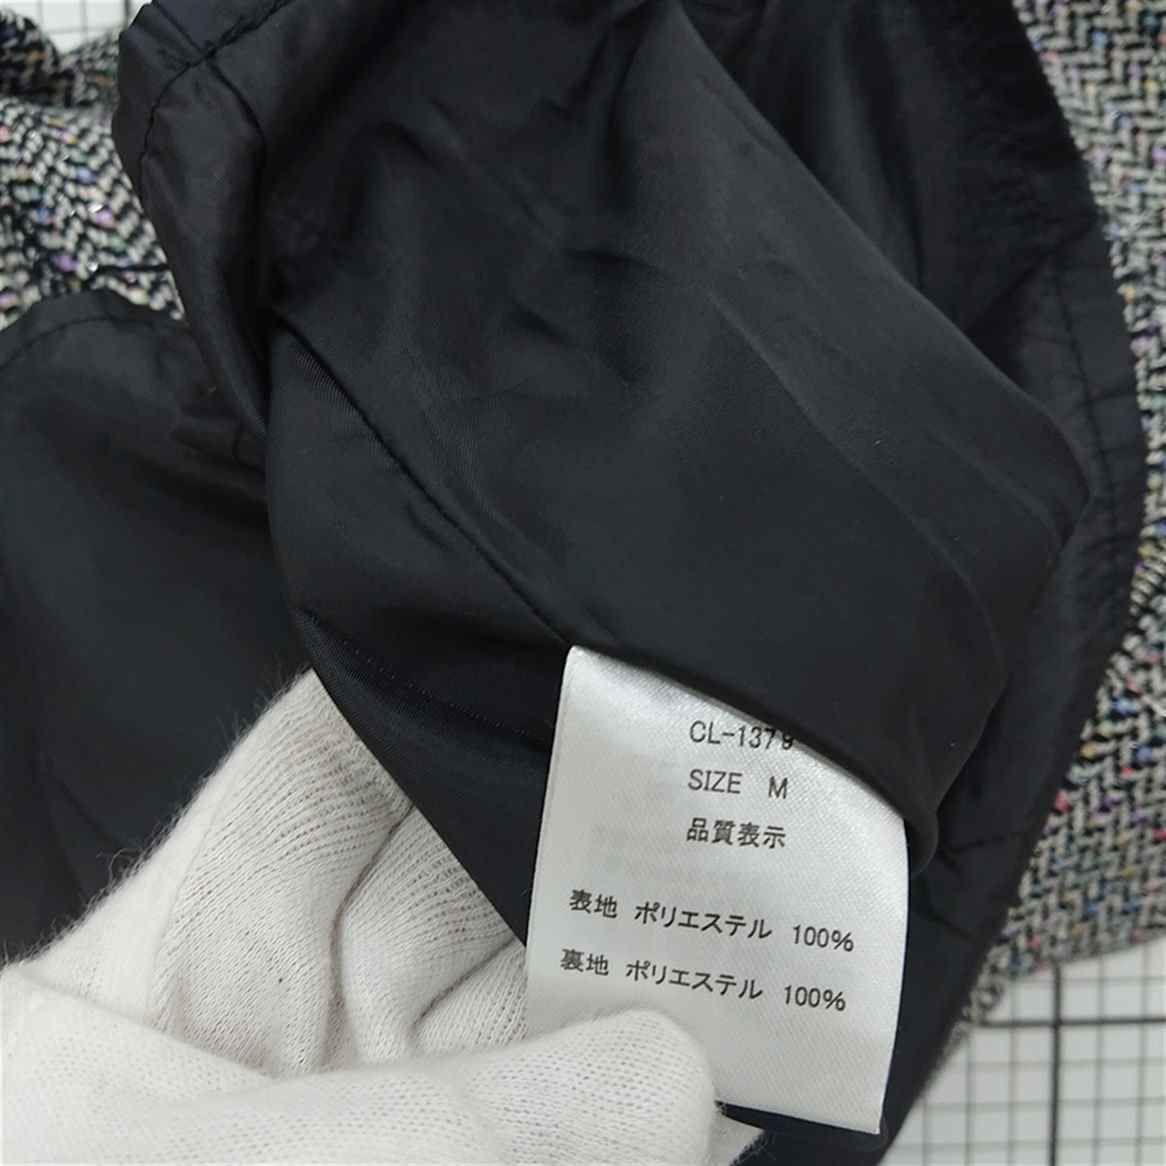 CL-1379
SIZE M
品質表示
表地 ポリエステル 100%
裏地 ポリエステル 100%